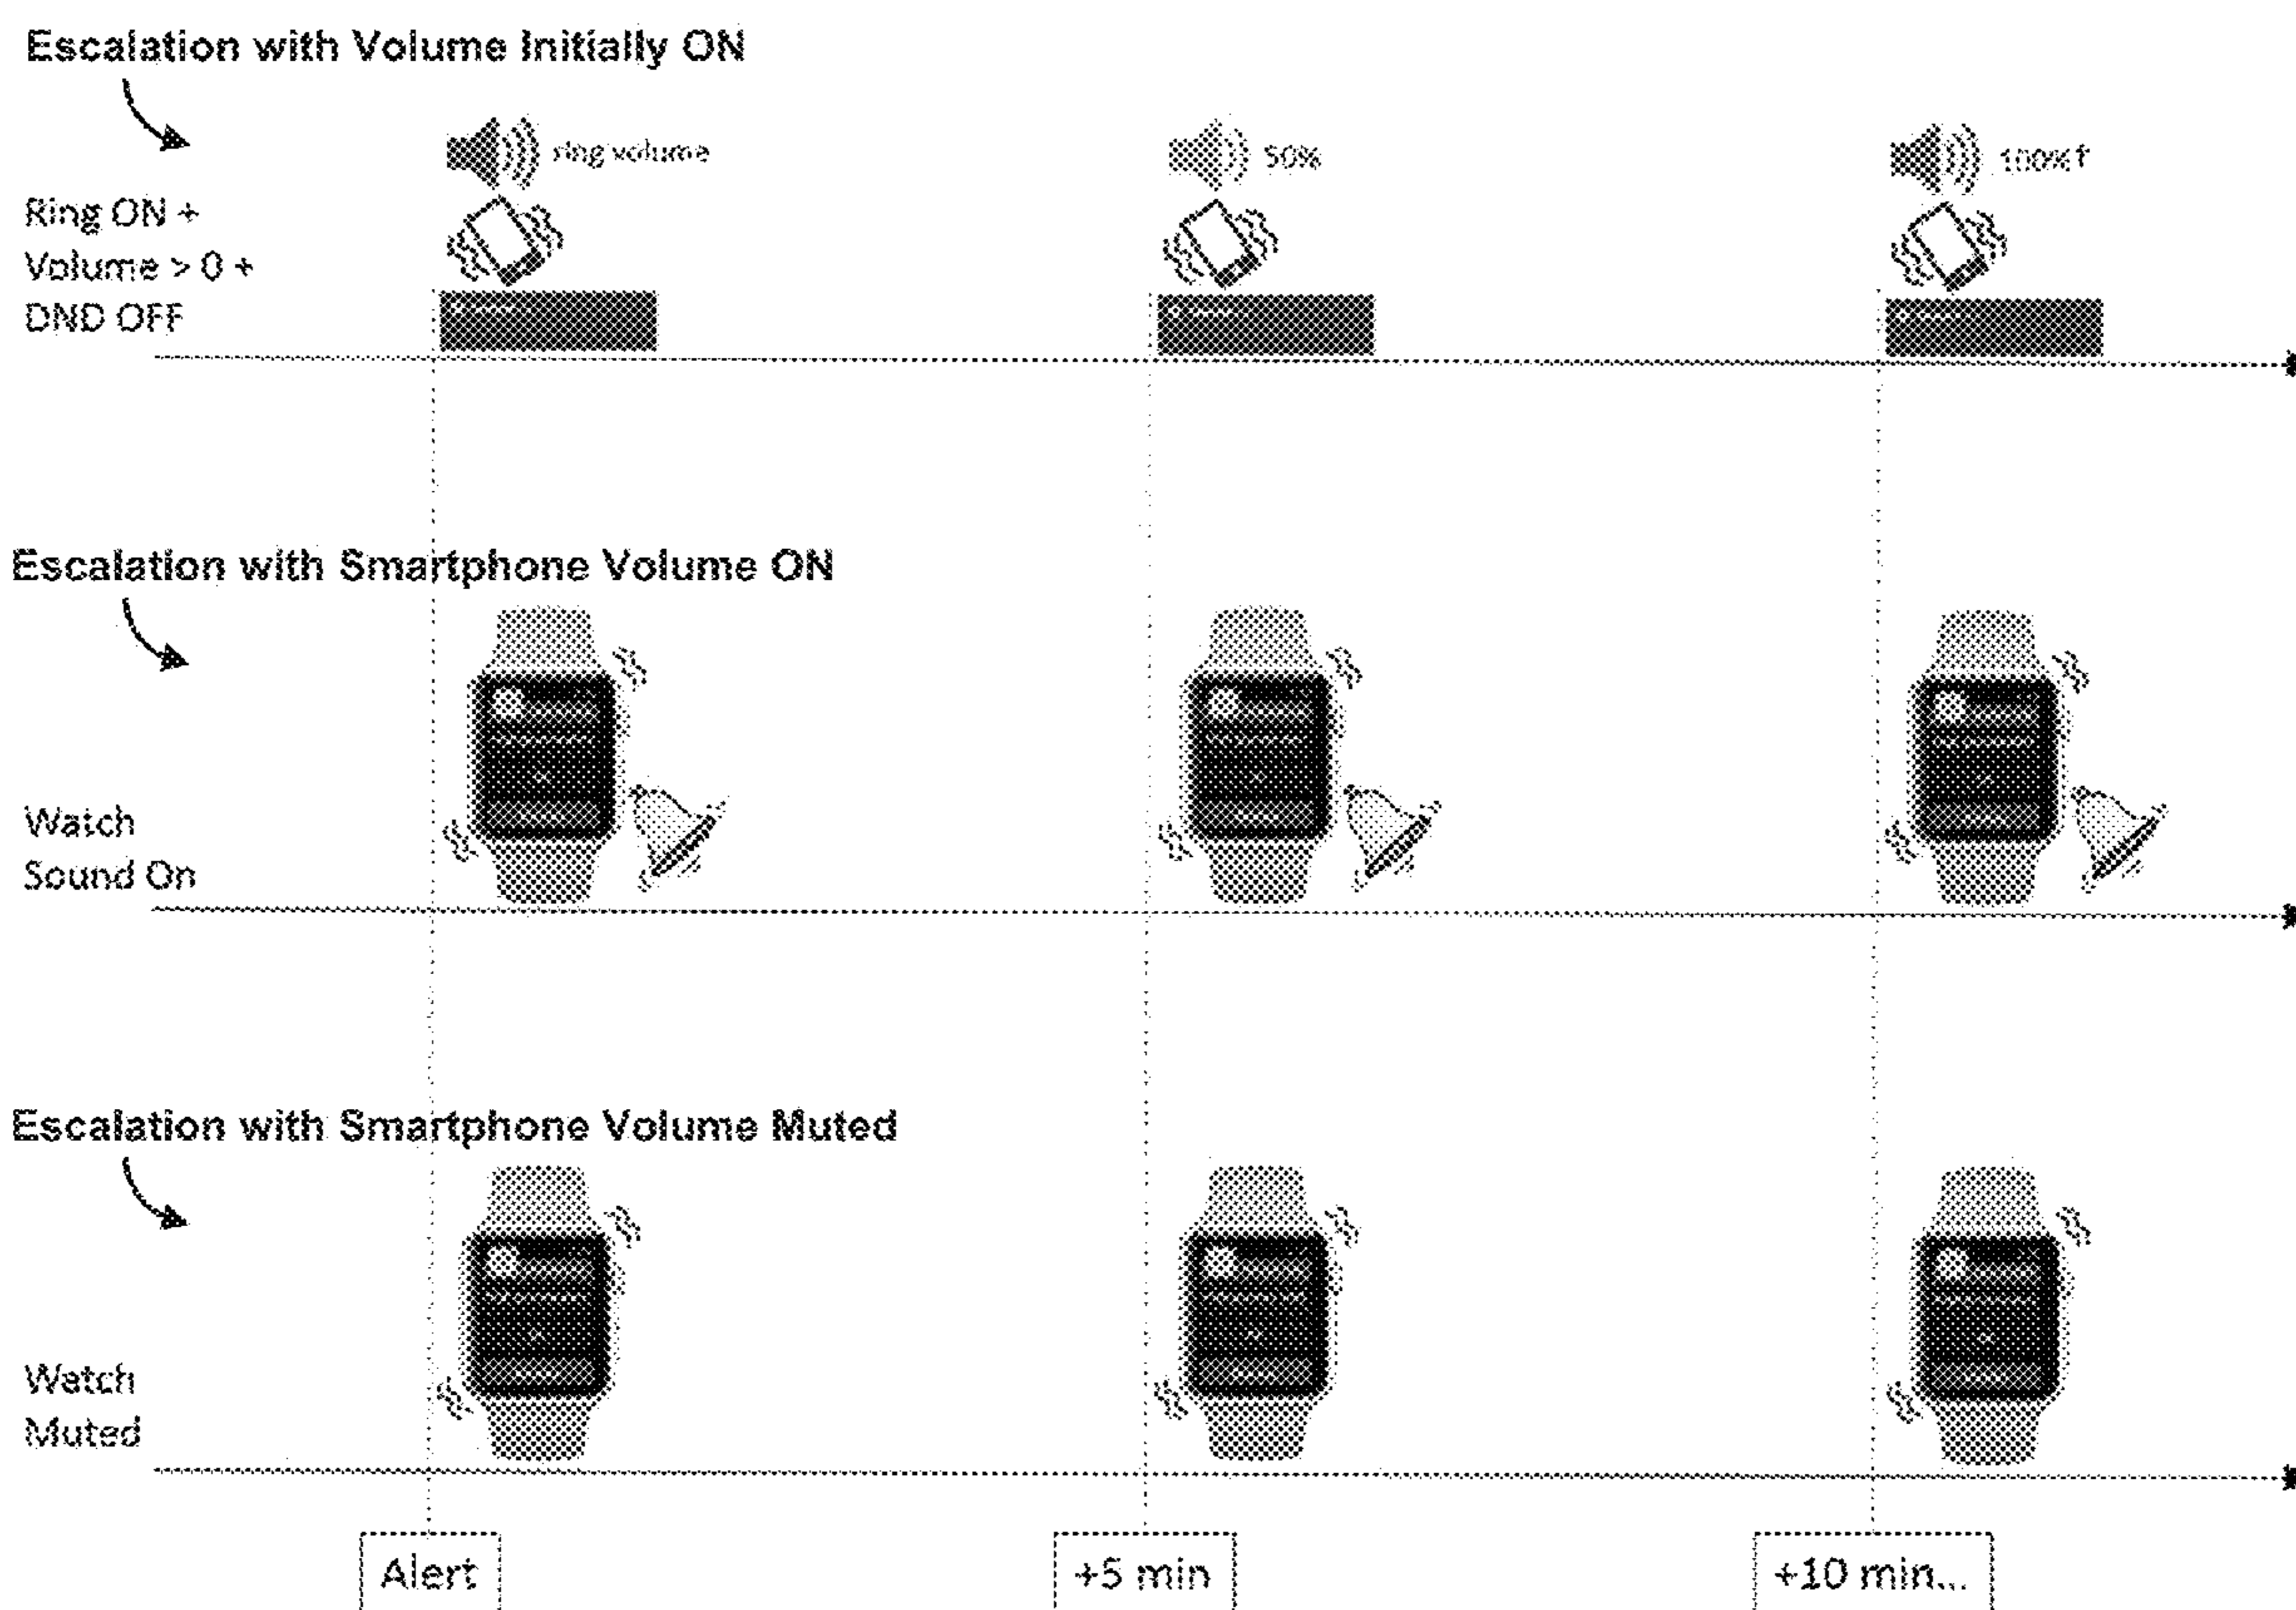 Escalation with Volume Initially ON
ring volume
50%
100%†
Ring ON +
Volume > 0 +
DND OFF
Escalation with Smartphone Volume ON
Watch
Sound On
Escalation with Smartphone Volume Muted
Watch
Muted
Alert
+5 min
+10 min...